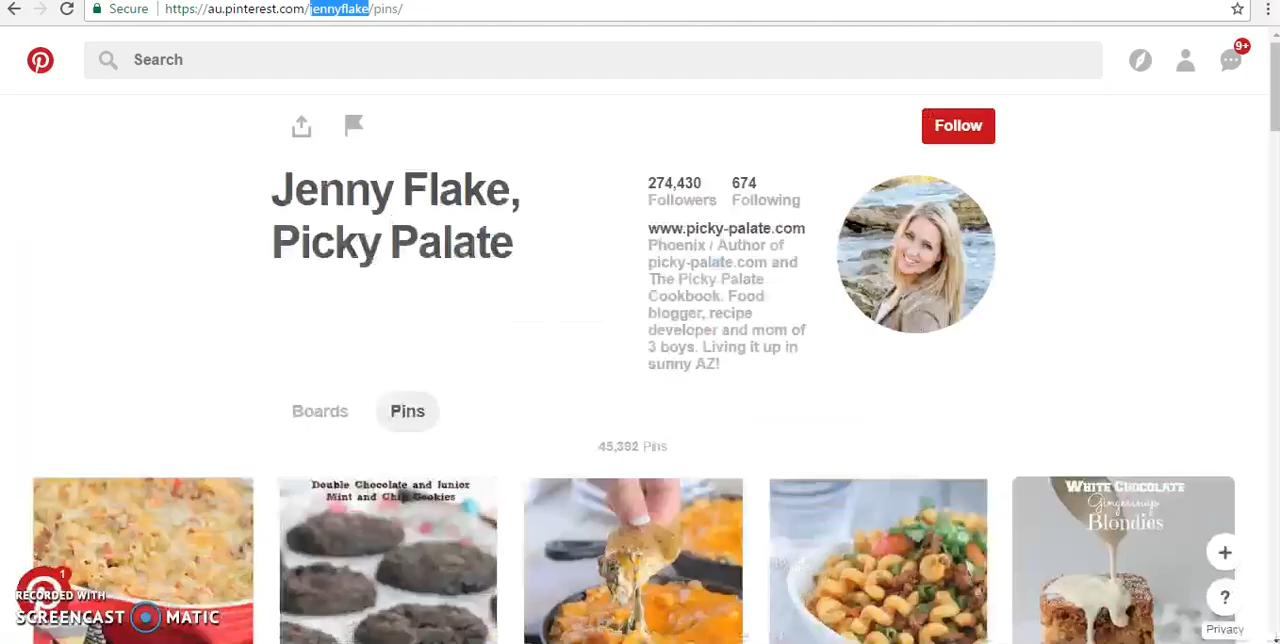 Secure https://au.pinterest.com/jennyflake/pins/
Search
9+
Follow
Jenny Flake,
Picky Palate
274,430 674
Followers Following
www.picky-palate.com
Phoenix / Author of
picky-palate.com and
The Picky Palate
Cookbook. Food
blogger, recipe
developer and mom of
3 boys. Living it up in
sunny AZ!
Boards Pins
45,392 Pins
Double Chocolate and Junior
Mint and Chip Cookies
White Chocolate
Gingersnap
Blondies
1
RECORDED WITH
SCREENCAST MATIC
+
?
Privacy